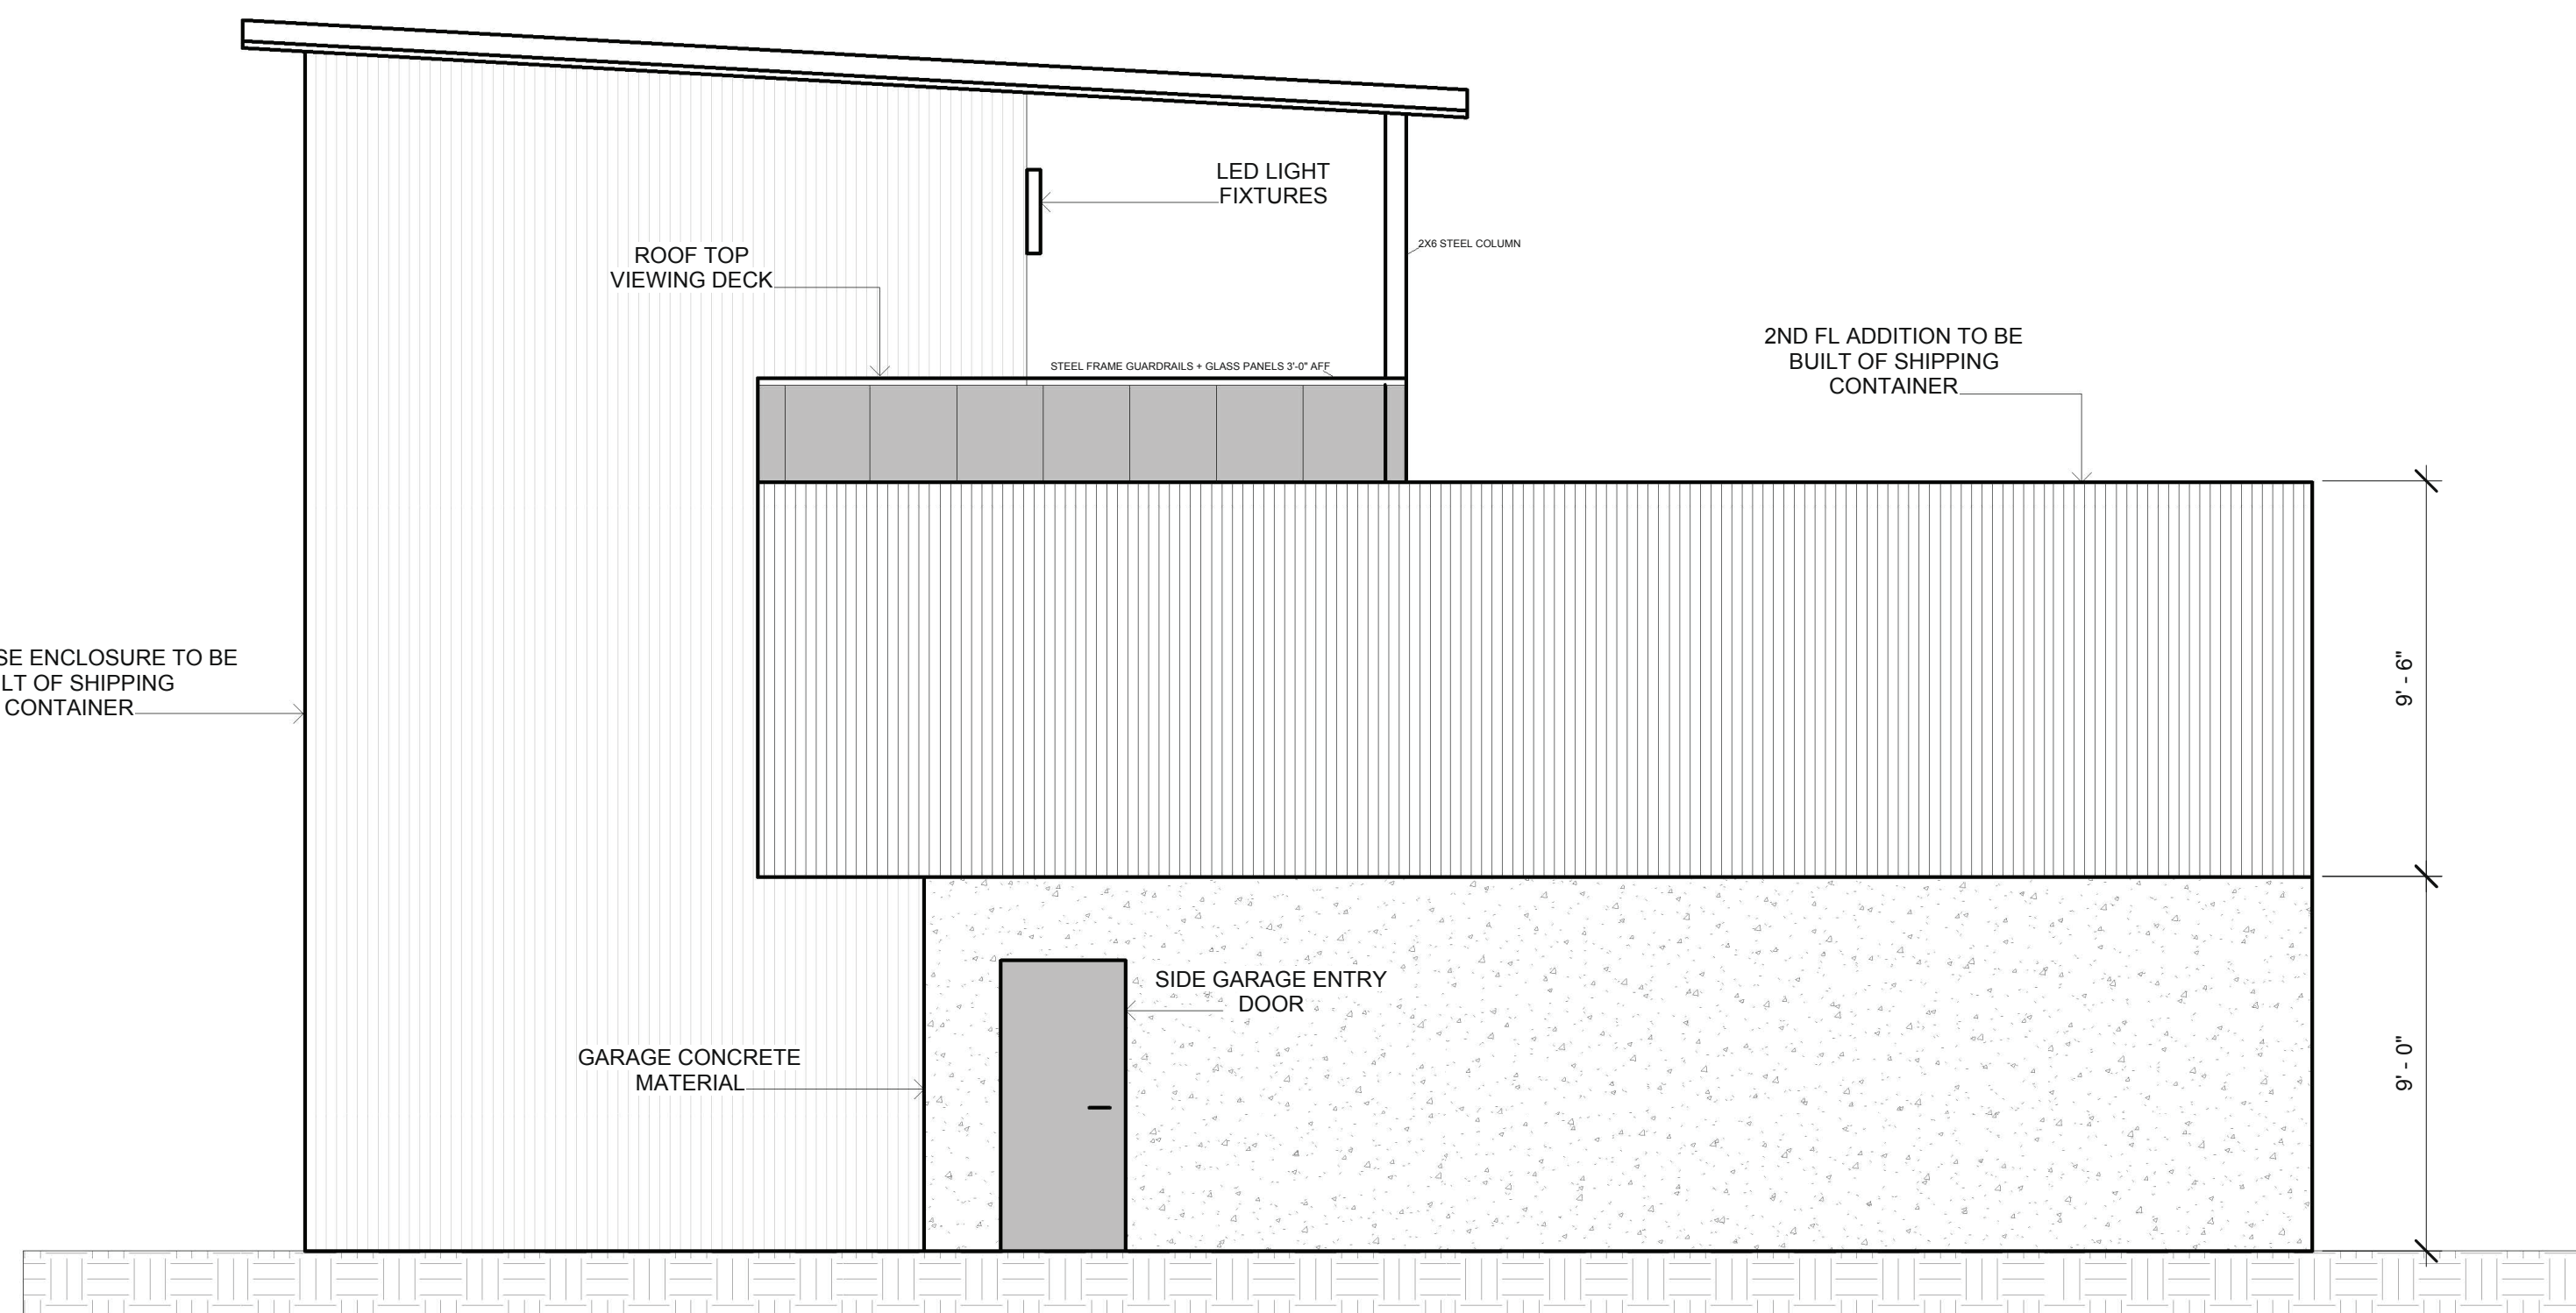 LED LIGHT
FIXTURES
ROOF TOP
VIEWING DECK
2X6 STEEL COLUMN
STEEL FRAME GUARDRAILS + GLASS PANELS 3'-0" AFF
2ND FL ADDITION TO BE
BUILT OF SHIPPING
CONTAINER
SE ENCLOSURE TO BE
LT OF SHIPPING
CONTAINER
9' - 6"
SIDE GARAGE ENTRY
DOOR
GARAGE CONCRETE
MATERIAL
9' - 0"